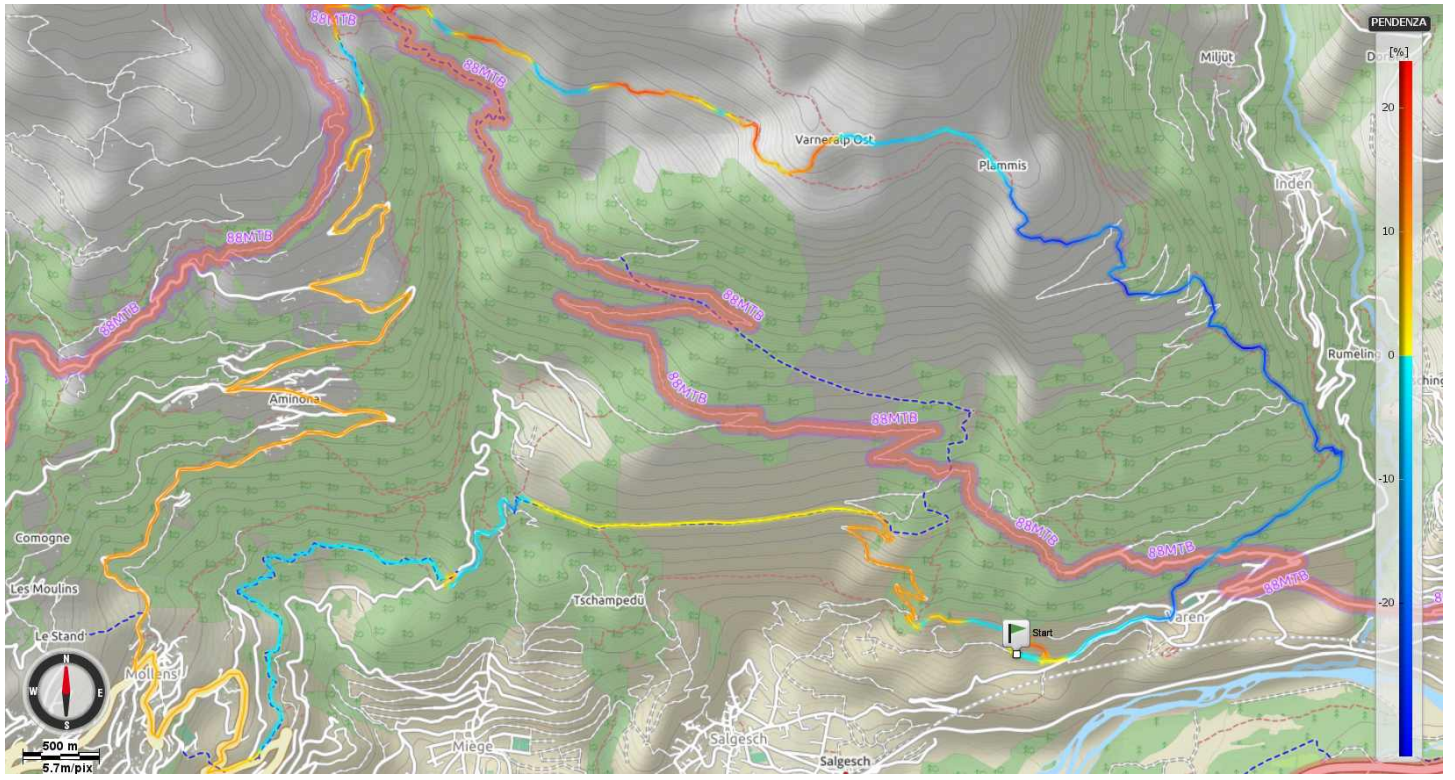 88MTB
PENDENZA
[%]
20
10
0
-10
-20
Miljüt
88MTB
Varneralp Ost
Plammis
Inden
88MTB
88MTB
88MTB
Rumeling
88MTB
Aminona
88MTB
88MTB
88MTB
Comogne
Les Moulins
88MTB
Tschampedü
Varen
Le Stand
Start
Mollens
N
W
E
S
Miège
Salgesch
Salgesch
500 m
5.7m/pix